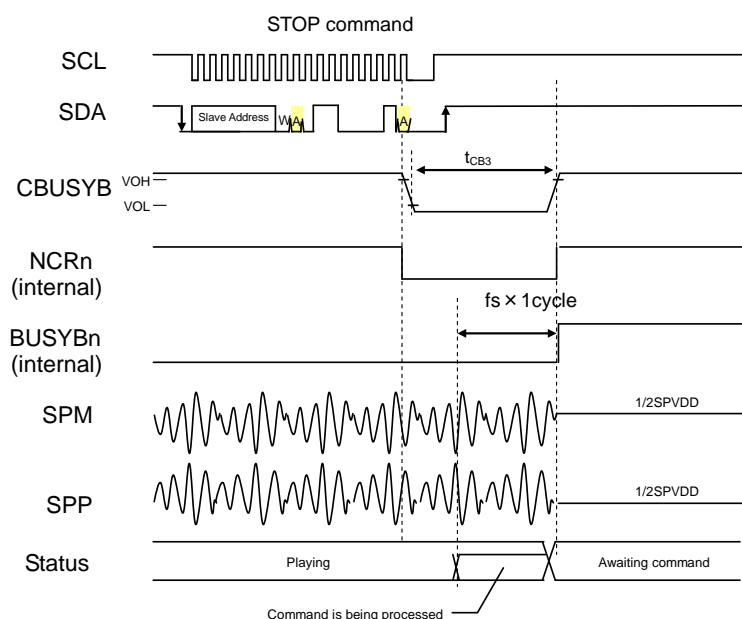 STOP command
SCL
SDA
Slave Address
W
A
A
tCB3
CBUSYB
VOH
VOL
NCRn
(internal)
fs × 1cycle
BUSYBn
(internal)
SPM
1/2SPVDD
SPP
1/2SPVDD
Status
Playing
Awaiting command
Command is being processed